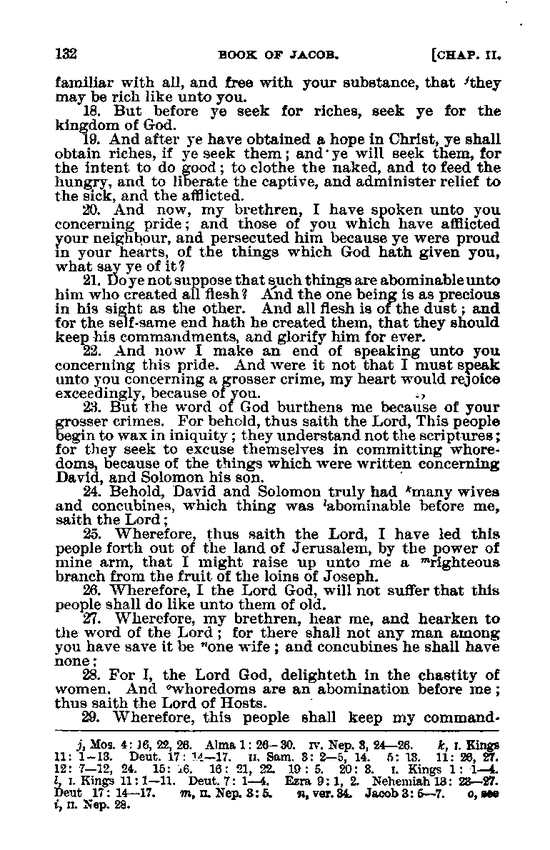 132 BOOK OF JACOB. [CHAP. II.
familiar with all, and free with your substance, that ʲthey
may be rich like unto you.
18. But before ye seek for riches, seek ye for the
kingdom of God.
19. And after ye have obtained a hope in Christ, ye shall
obtain riches, if ye seek them; and ye will seek them, for
the intent to do good; to clothe the naked, and to feed the
hungry, and to liberate the captive, and administer relief to
the sick, and the afflicted.
20. And now, my brethren, I have spoken unto you
concerning pride; and those of you which have afflicted
your neighbour, and persecuted him because ye were proud
in your hearts, of the things which God hath given you,
what say ye of it?
21. Do ye not suppose that such things are abominable unto
him who created all flesh? And the one being is as precious
in his sight as the other. And all flesh is of the dust; and
for the self-same end hath he created them, that they should
keep his commandments, and glorify him for ever.
22. And now I make an end of speaking unto you
concerning this pride. And were it not that I must speak
unto you concerning a grosser crime, my heart would rejoice
exceedingly, because of you.
23. But the word of God burthens me because of your
grosser crimes. For behold, thus saith the Lord, This people
begin to wax in iniquity; they understand not the scriptures;
for they seek to excuse themselves in committing whore-
doms, because of the things which were written concerning
David, and Solomon his son.
24. Behold, David and Solomon truly had ᵏmany wives
and concubines, which thing was ˡabominable before me,
saith the Lord;
25. Wherefore, thus saith the Lord, I have led this
people forth out of the land of Jerusalem, by the power of
mine arm, that I might raise up unto me a ᵐrighteous
branch from the fruit of the loins of Joseph.
26. Wherefore, I the Lord God, will not suffer that this
people shall do like unto them of old.
27. Wherefore, my brethren, hear me, and hearken to
the word of the Lord; for there shall not any man among
you have save it be ⁿone wife; and concubines he shall have
none;
28. For I, the Lord God, delighteth in the chastity of
women. And ᵒwhoredoms are an abomination before me;
thus saith the Lord of Hosts.
29. Wherefore, this people shall keep my command-
j, Mos. 4: 16, 22, 26. Alma 1: 26–30. IV. Nep. 3, 24—26. k, I. Kings
11: 1–13. Deut. 17: 14—17. II. Sam. 3: 2–5, 14. 5: 13. 11: 26, 27.
12: 7–12, 24. 15: 16. 16: 21, 22. 19: 5. 20: 3. I. Kings 1: 1—4.
l, I. Kings 11: 1–11. Deut. 7: 1—4. Ezra 9: 1, 2. Nehemiah 13: 23—27.
Deut 17: 14—17. m, II. Nep. 3: 5. n, ver. 34. Jacob 3: 5—7. o, see
i, II. Nep. 28.